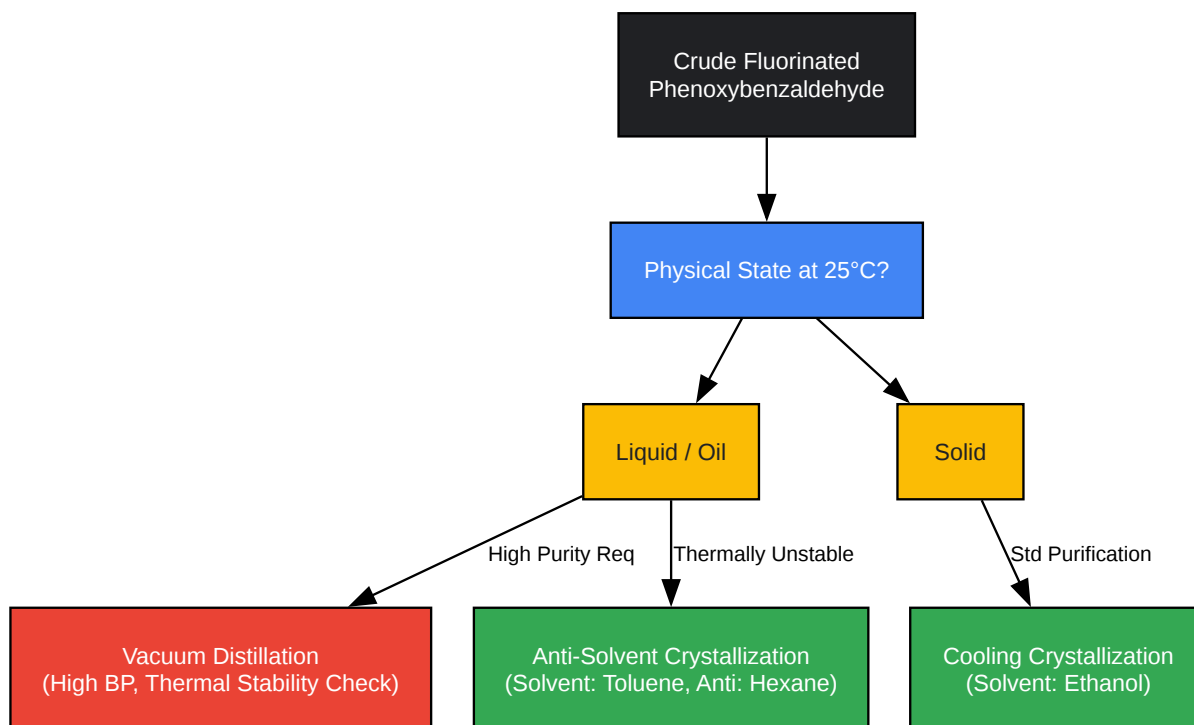 Crude Fluorinated
Phenoxybenzaldehyde
Physical State at 25°C?
Liquid / Oil
Solid
High Purity Req
Thermally Unstable
Std Purification
Vacuum Distillation
(High BP, Thermal Stability Check)
Anti-Solvent Crystallization
(Solvent: Toluene, Anti: Hexane)
Cooling Crystallization
(Solvent: Ethanol)